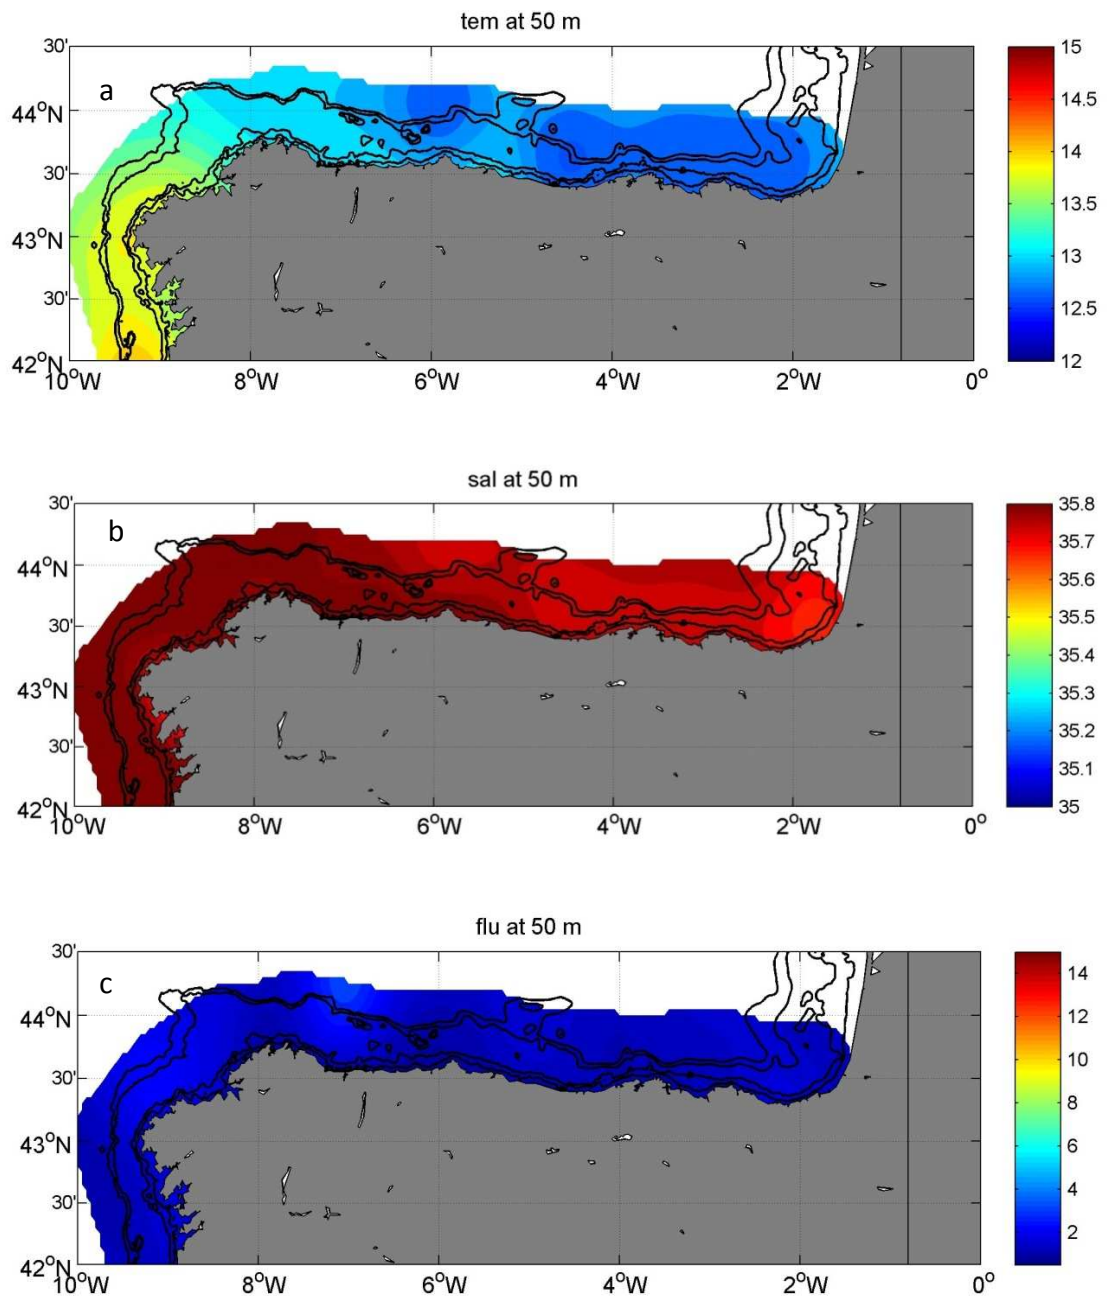 tem at 50 m
a
30'
44°N
30'
43°N
30'
42°N
10°W 8°W 6°W 4°W 2°W 0°
15
14.5
14
13.5
13
12.5
12
sal at 50 m
b
30'
44°N
30'
43°N
30'
42°N
10°W 8°W 6°W 4°W 2°W 0°
35.8
35.7
35.6
35.5
35.4
35.3
35.2
35.1
35
flu at 50 m
c
30'
44°N
30'
43°N
30'
42°N
10°W 8°W 6°W 4°W 2°W 0°
14
12
10
8
6
4
2